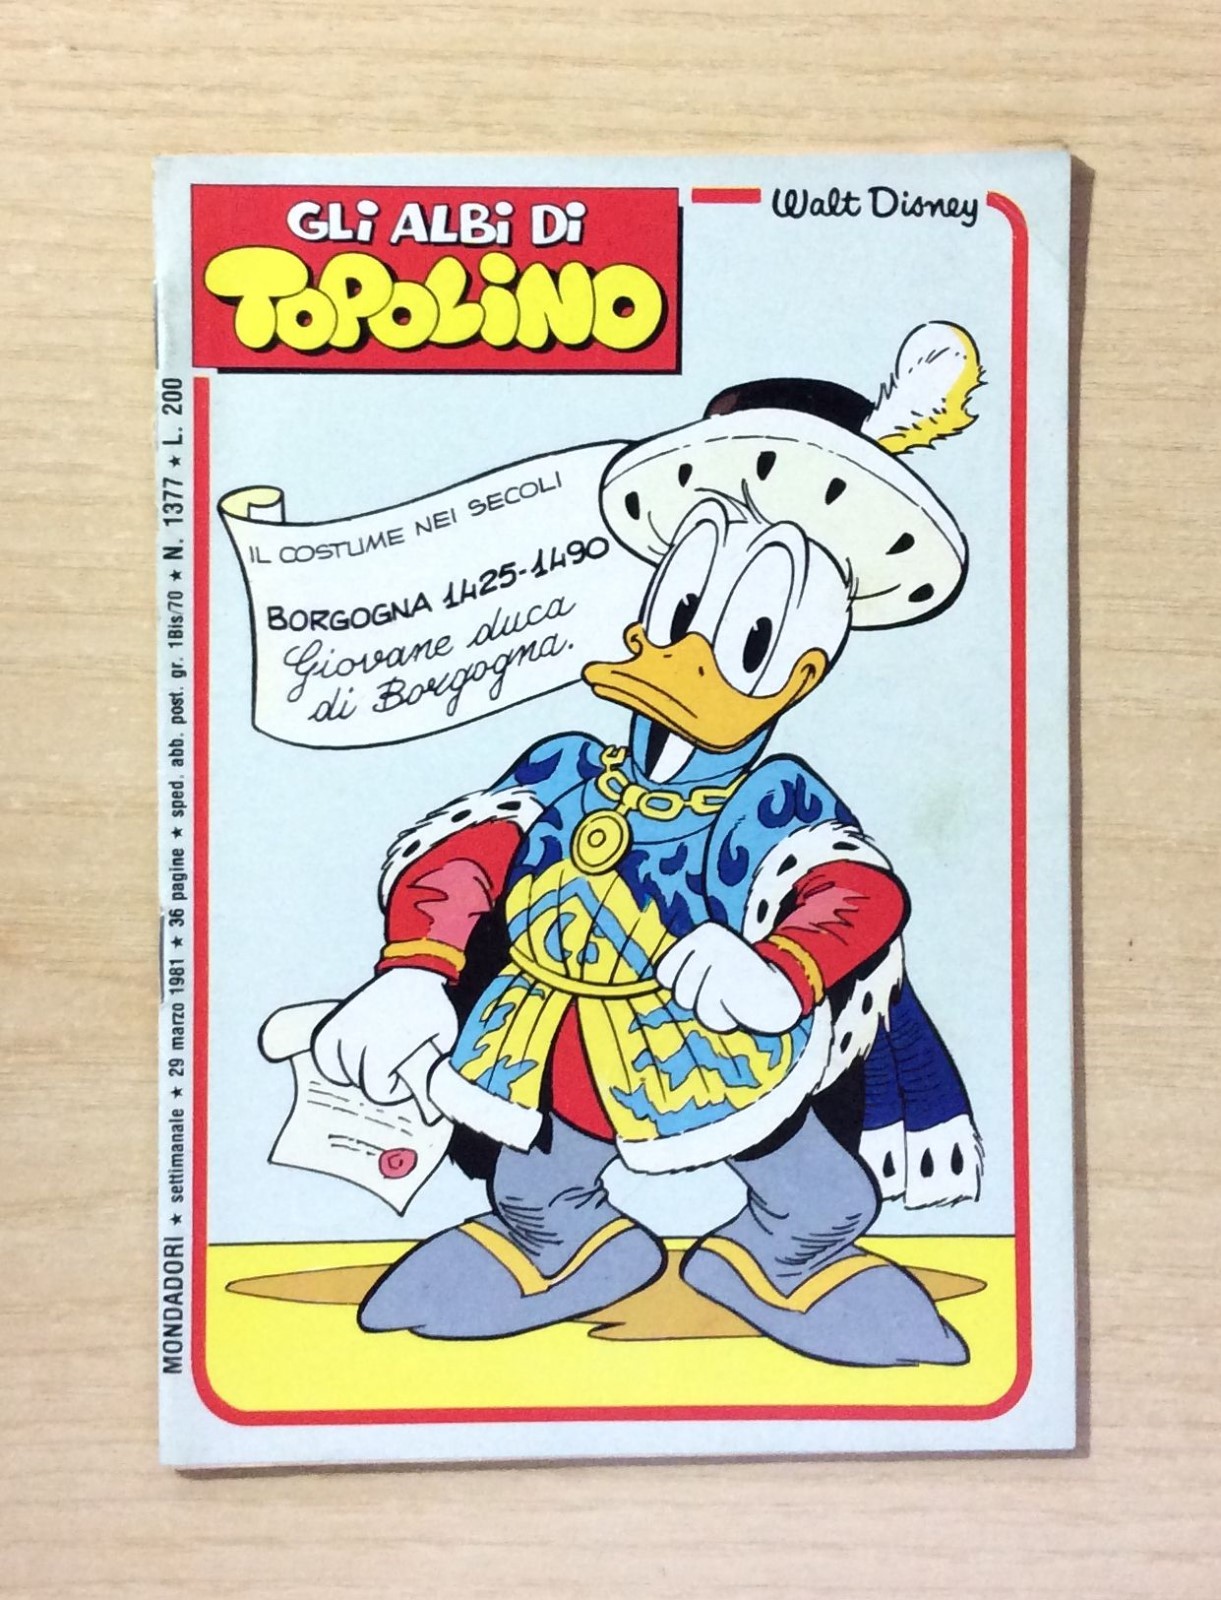 GLI ALBI DI
TOPOLINO
Walt Disney
IL COSTUME NEI SECOLI
BORGOGNA 1425-1490
Giovane duca
di Borgogna.
MONDADORI ★ settimanale ★ 29 marzo 1981 ★ 36 pagine ★ sped. abb. post. gr. 1Bis/70 ★ N. 1377 ★ L. 200